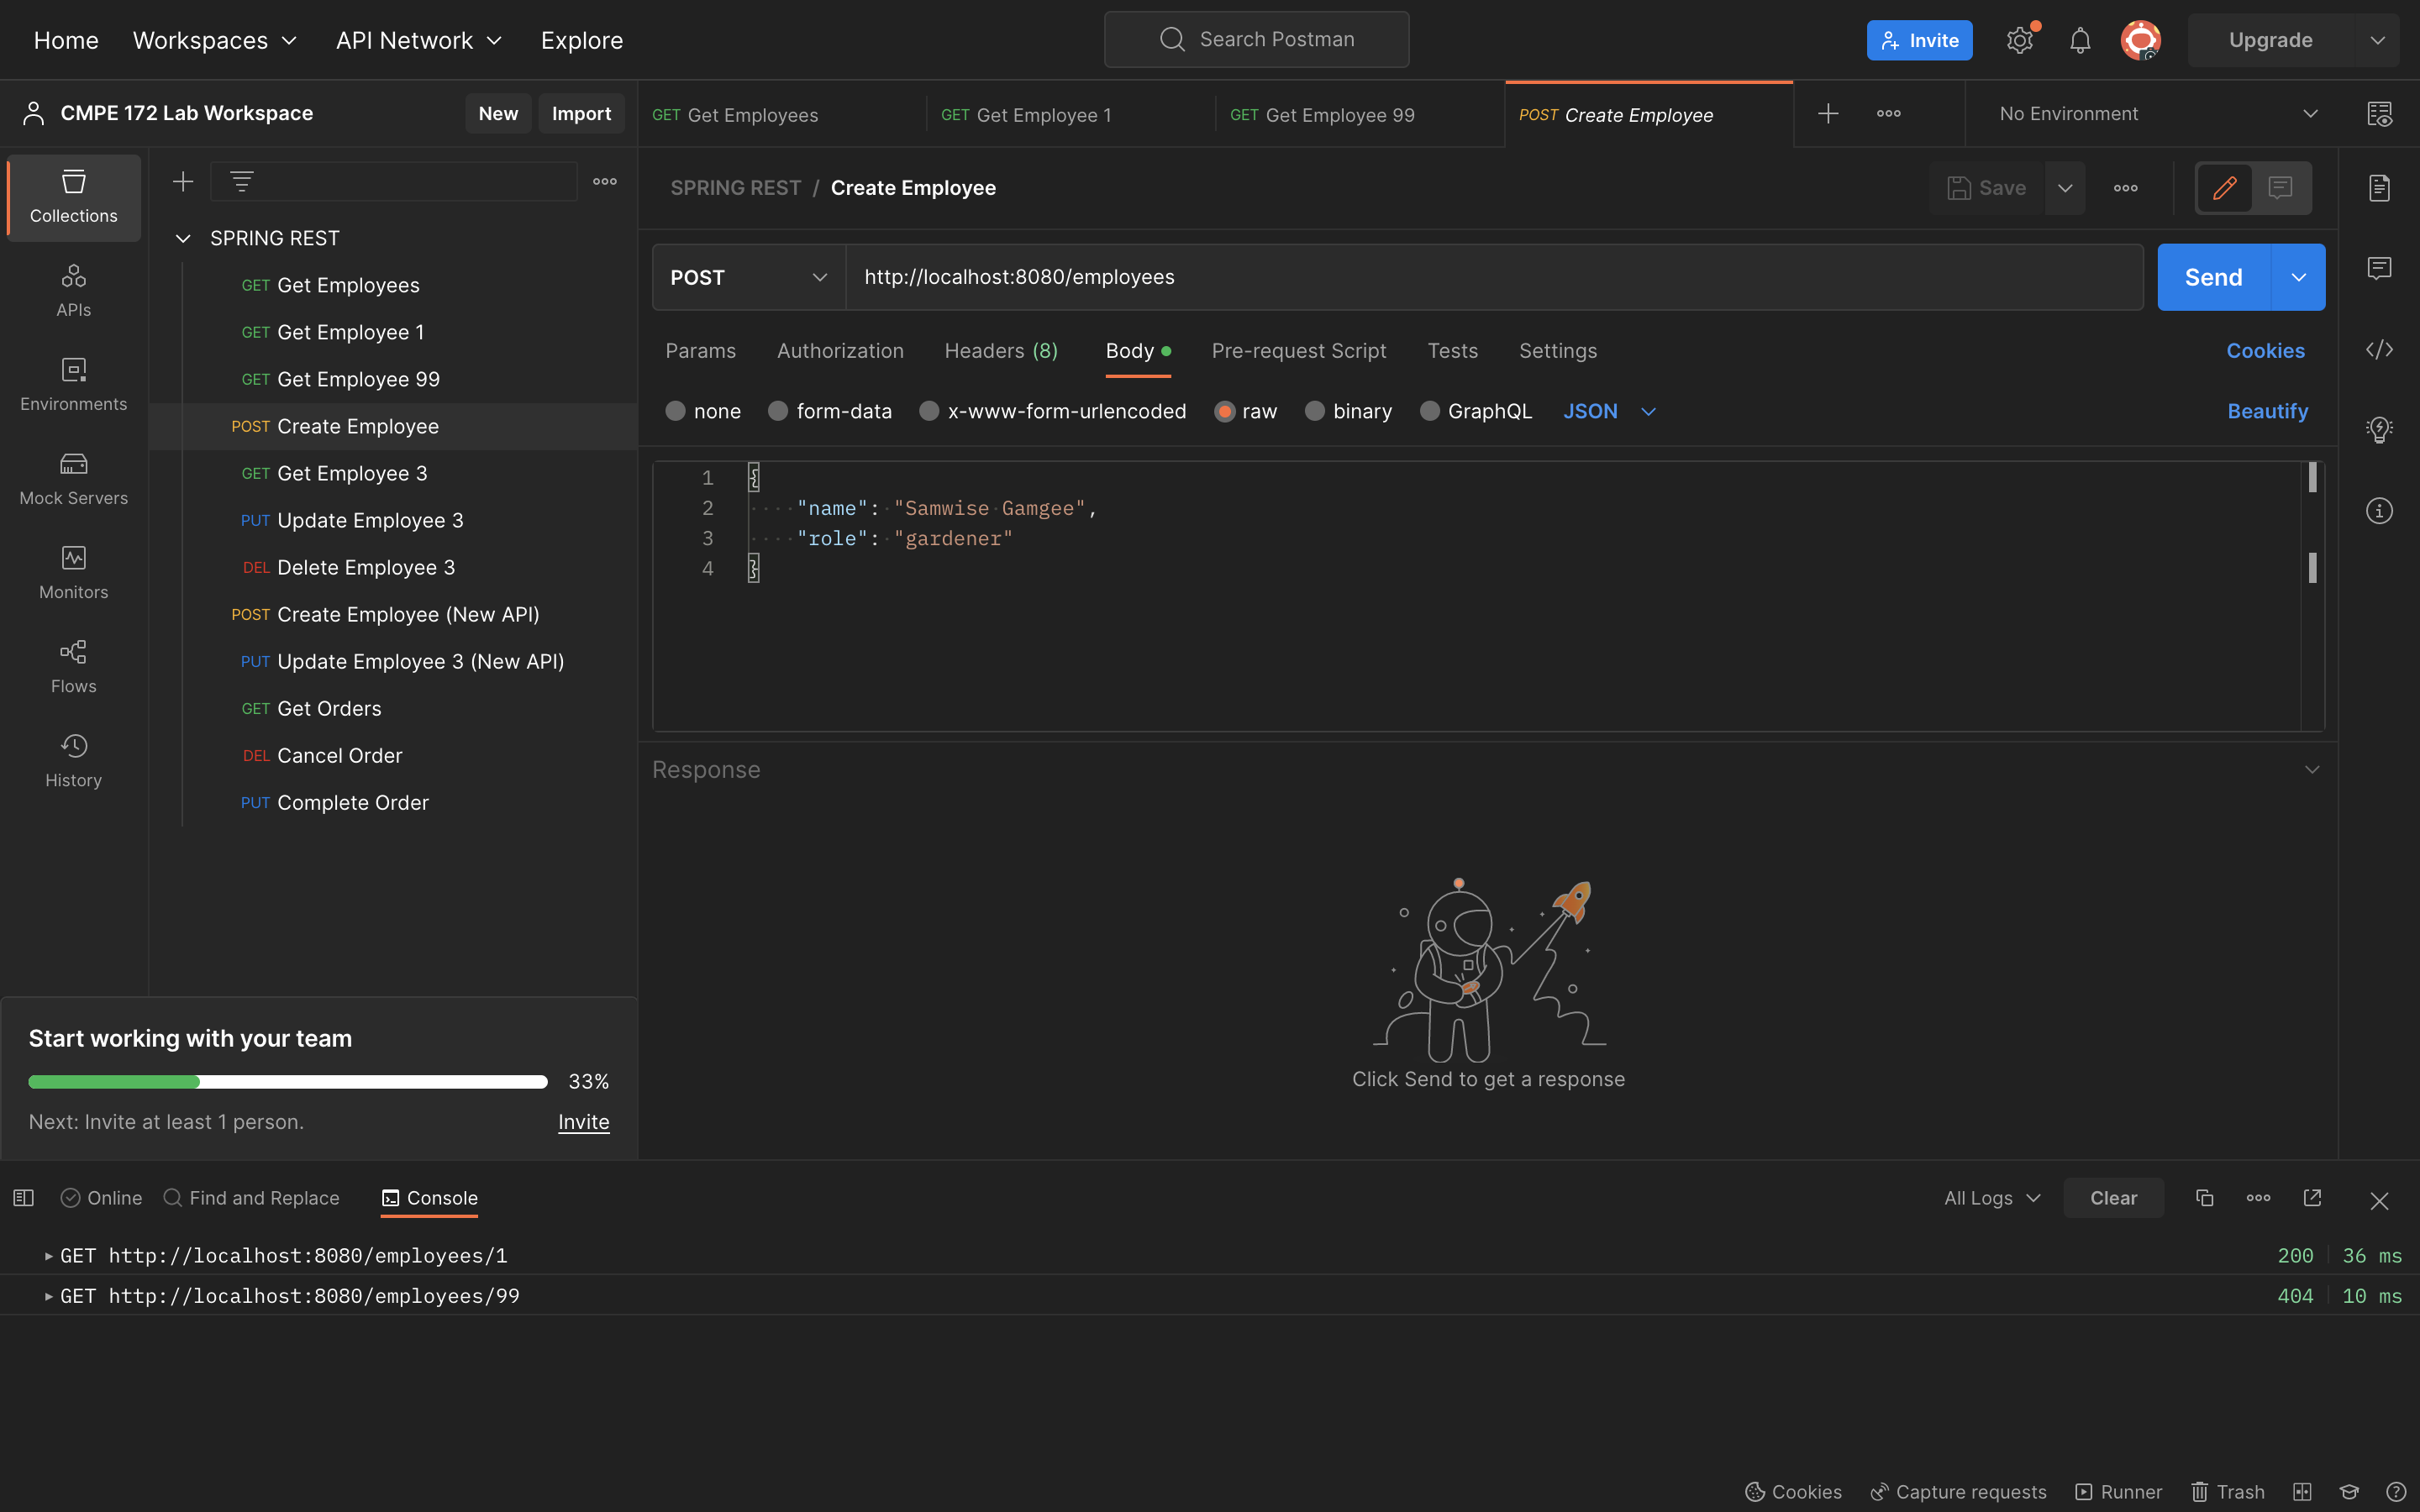 Home Workspaces API Network Explore Search Postman Invite Upgrade
CMPE 172 Lab Workspace New Import GET Get Employees GET Get Employee 1 GET Get Employee 99 POST Create Employee No Environment
Collections
APIs
Environments
Mock Servers
Monitors
Flows
History
SPRING REST
GET Get Employees
GET Get Employee 1
GET Get Employee 99
POST Create Employee
GET Get Employee 3
PUT Update Employee 3
DEL Delete Employee 3
POST Create Employee (New API)
PUT Update Employee 3 (New API)
GET Get Orders
DEL Cancel Order
PUT Complete Order
Start working with your team
33%
Next: Invite at least 1 person. Invite
SPRING REST / Create Employee Save
POST http://localhost:8080/employees Send
Params Authorization Headers (8) Body Pre-request Script Tests Settings Cookies
none form-data x-www-form-urlencoded raw binary GraphQL JSON Beautify
1 {
2 "name": "Samwise Gamgee",
3 "role": "gardener"
4 }
Response
Click Send to get a response
Online Find and Replace Console All Logs Clear
GET http://localhost:8080/employees/1 200 36 ms
GET http://localhost:8080/employees/99 404 10 ms
Cookies Capture requests Runner Trash